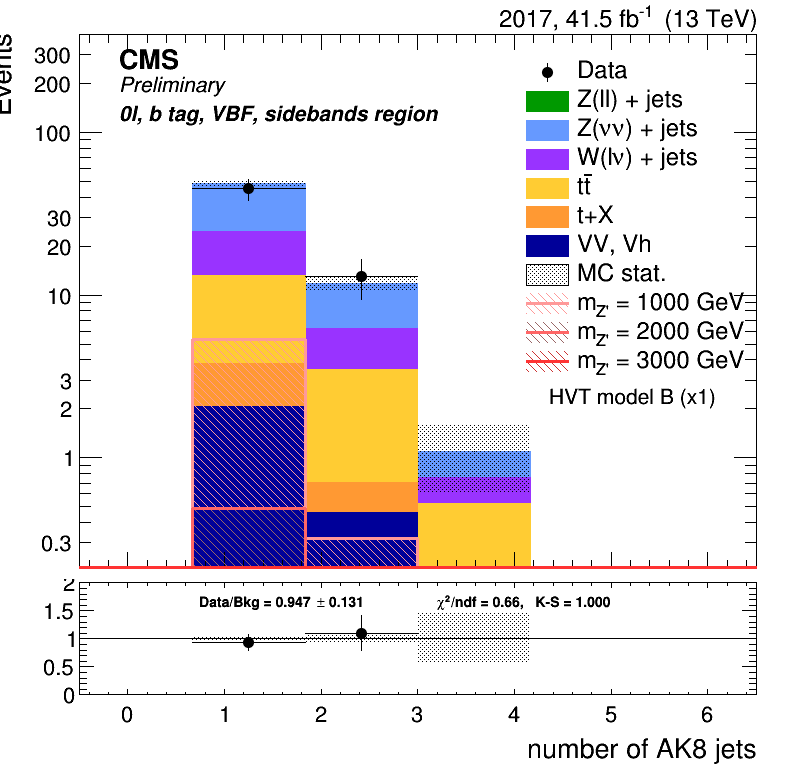 2017, 41.5 fb⁻¹ (13 TeV)
Events
CMS
Preliminary
0l, b tag, VBF, sidebands region
Data
Z(ll) + jets
Z(νν) + jets
W(lν) + jets
tt̄
t+X
VV, Vh
MC stat.
m_Z' = 1000 GeV
m_Z' = 2000 GeV
m_Z' = 3000 GeV
HVT model B (x1)
300
200
100
30
20
10
3
2
1
0.3
Data/Bkg = 0.947 ± 0.131
χ²/ndf = 0.66, K-S = 1.000
2
1.5
1
0.5
0
0 1 2 3 4 5 6
number of AK8 jets